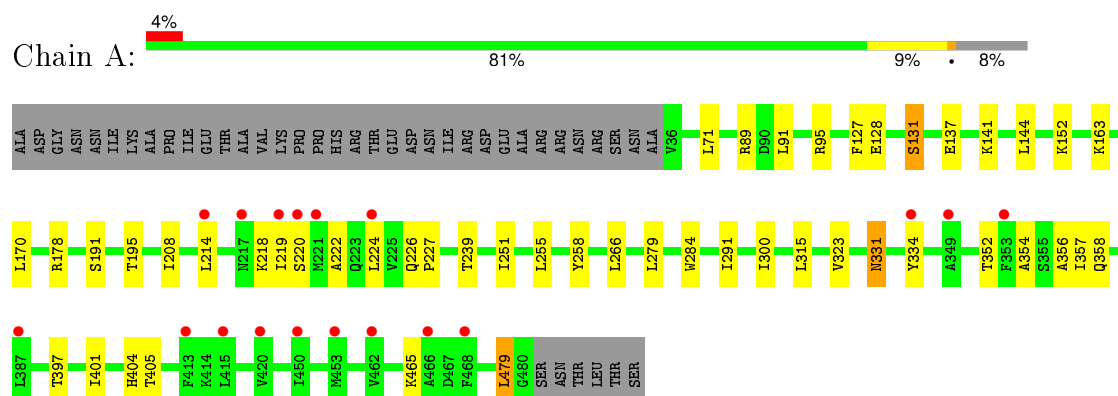 4%
Chain A:
81% 9% • 8%
ALA ASP GLY ASN ASN ILE LYS ALA PRO ILE GLU THR ALA VAL LYS PRO PRO HIS ARG THR GLU ASP ASN ILE ARG ASP GLU ALA ARG ARG ASN ARG SER ASN ALA V36 L71 R89 D90 L91 R95 F127 E128 S131 E137 K141 L144 K152 K163
L170 R178 S191 T195 I208 L214 N217 K218 I219 S220 M221 A222 Q223 L224 V225 Q226 P227 T239 I251 L255 Y258 L266 L279 W284 I291 I300 L315 V323 N331 Y334 A349 T352 F353 A354 S355 A356 I357 Q358
L387 T397 I401 H404 T405 F413 K414 L415 V420 I450 M453 V462 K465 A466 D467 F468 L479 G480 SER ASN THR LEU THR SER